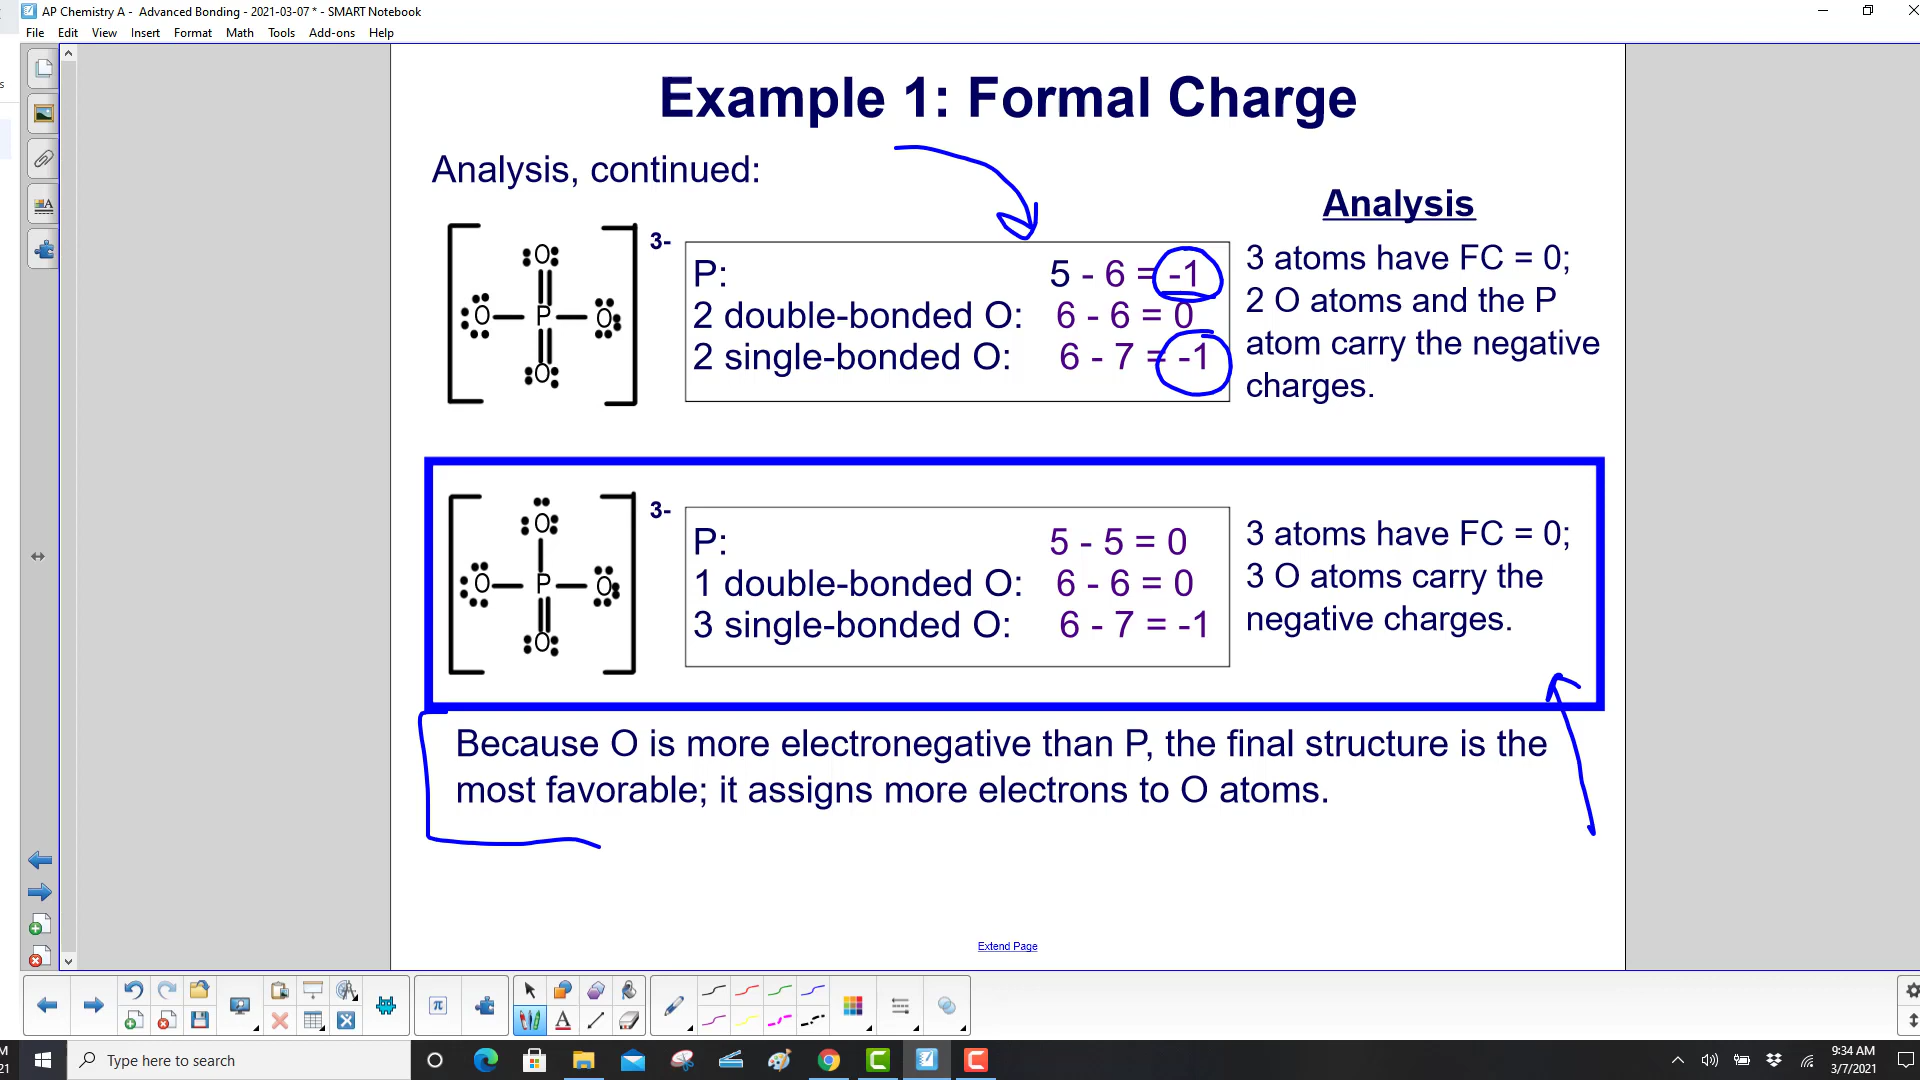 AP Chemistry A - Advanced Bonding - 2021-03-07 * - SMART Notebook
File Edit View Insert Format Math Tools Add-ons Help
Example 1: Formal Charge
Analysis, continued:
Analysis
O
O P O
O
3-
P: 5 - 6 = -1
2 double-bonded O: 6 - 6 = 0
2 single-bonded O: 6 - 7 = -1
3 atoms have FC = 0;
2 O atoms and the P
atom carry the negative
charges.
O
O P O
O
3-
P: 5 - 5 = 0
1 double-bonded O: 6 - 6 = 0
3 single-bonded O: 6 - 7 = -1
3 atoms have FC = 0;
3 O atoms carry the
negative charges.
Because O is more electronegative than P, the final structure is the
most favorable; it assigns more electrons to O atoms.
Extend Page
π
A
Type here to search
9:34 AM
3/7/2021